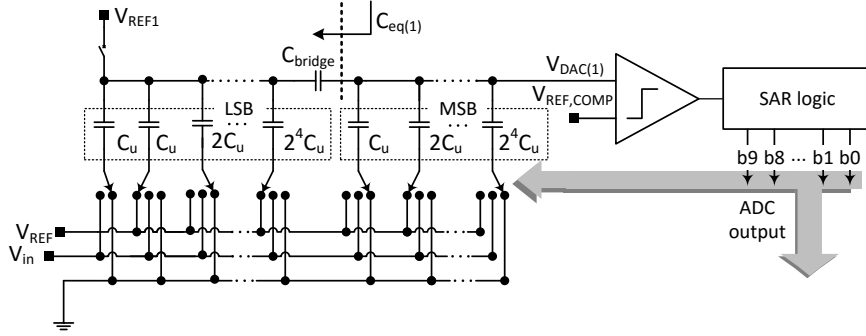 V_REF1
C_eq(1)
C_bridge
V_DAC(1)
V_REF,COMP
SAR logic
LSB
MSB
C_u C_u 2C_u ... 2^4C_u C_u 2C_u ... 2^4C_u
b9 b8 ... b1 b0
ADC
output
V_REF
V_in